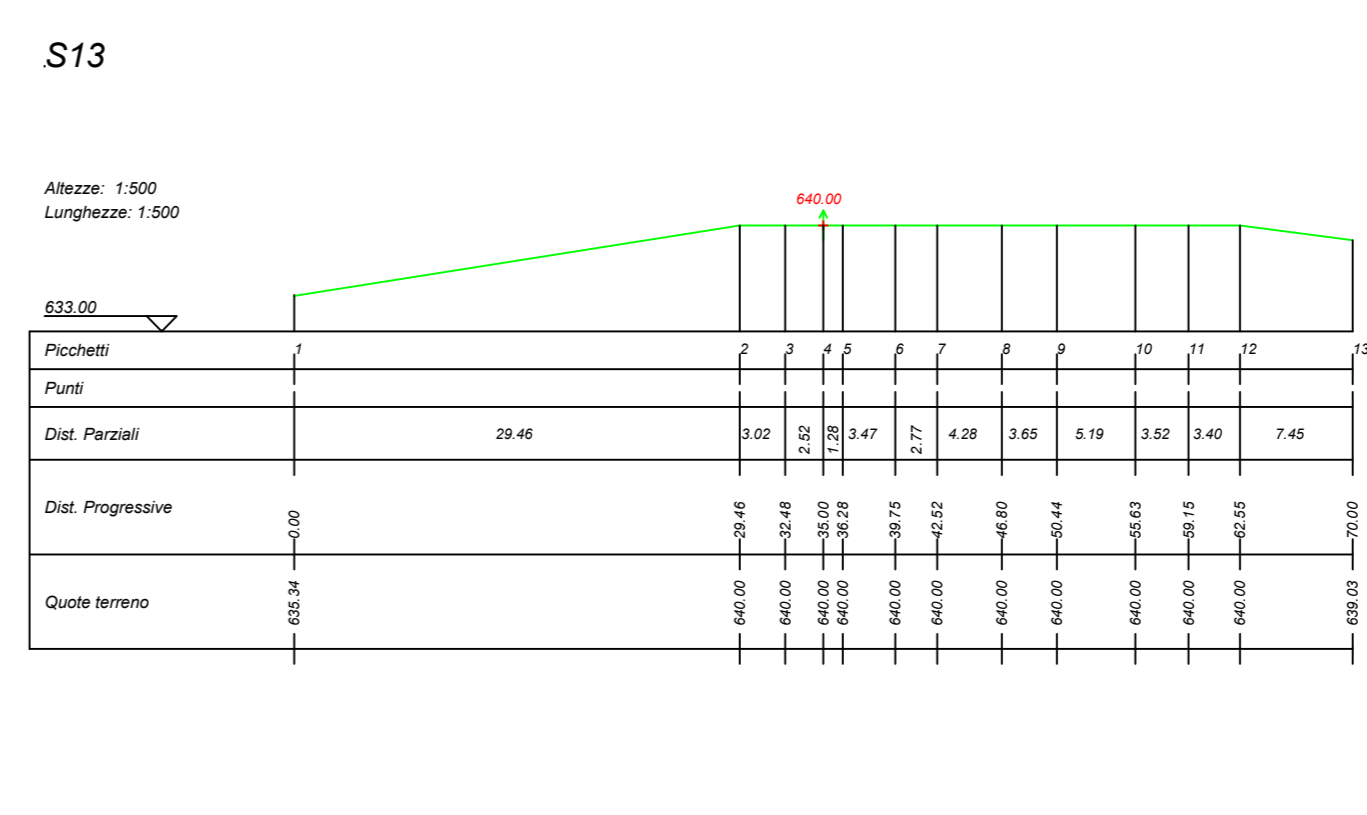 .S13
Altezze: 1:500
Lunghezze: 1:500
640.00
633.00
Picchetti 1 2 3 4 5 6 7 8 9 10 11 12 13
Punti
Dist. Parziali 29.46 3.02 2.52 1.28 3.47 2.77 4.28 3.65 5.19 3.52 3.40 7.45
Dist. Progressive 0.00 29.46 32.48 35.00 36.28 39.75 42.52 46.80 50.44 55.63 59.15 62.55 70.00
Quote terreno 635.34 640.00 640.00 640.00 640.00 640.00 640.00 640.00 640.00 640.00 640.00 640.00 639.03